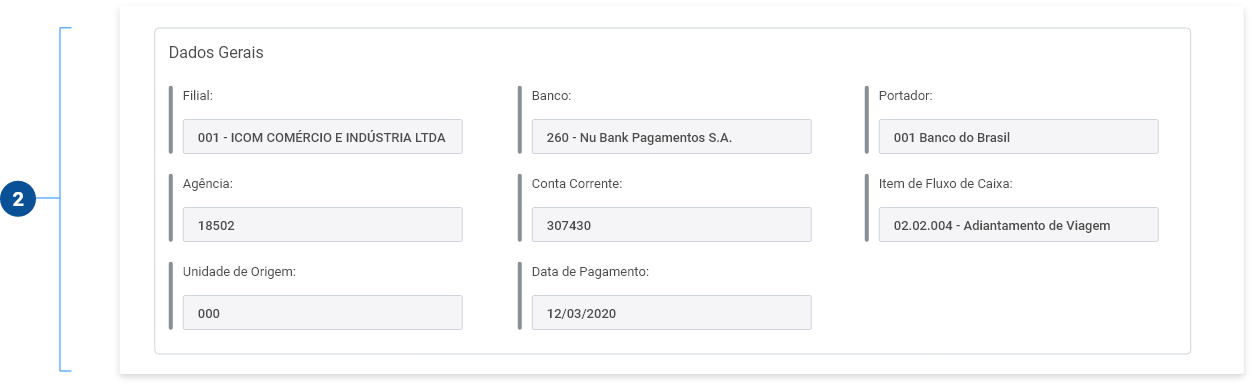 2
Dados Gerais
Filial:
Banco:
Portador:
001 - ICOM COMÉRCIO E INDÚSTRIA LTDA
260 - Nu Bank Pagamentos S.A.
001 Banco do Brasil
Agência:
Conta Corrente:
Item de Fluxo de Caixa:
18502
307430
02.02.004 - Adiantamento de Viagem
Unidade de Origem:
Data de Pagamento:
000
12/03/2020